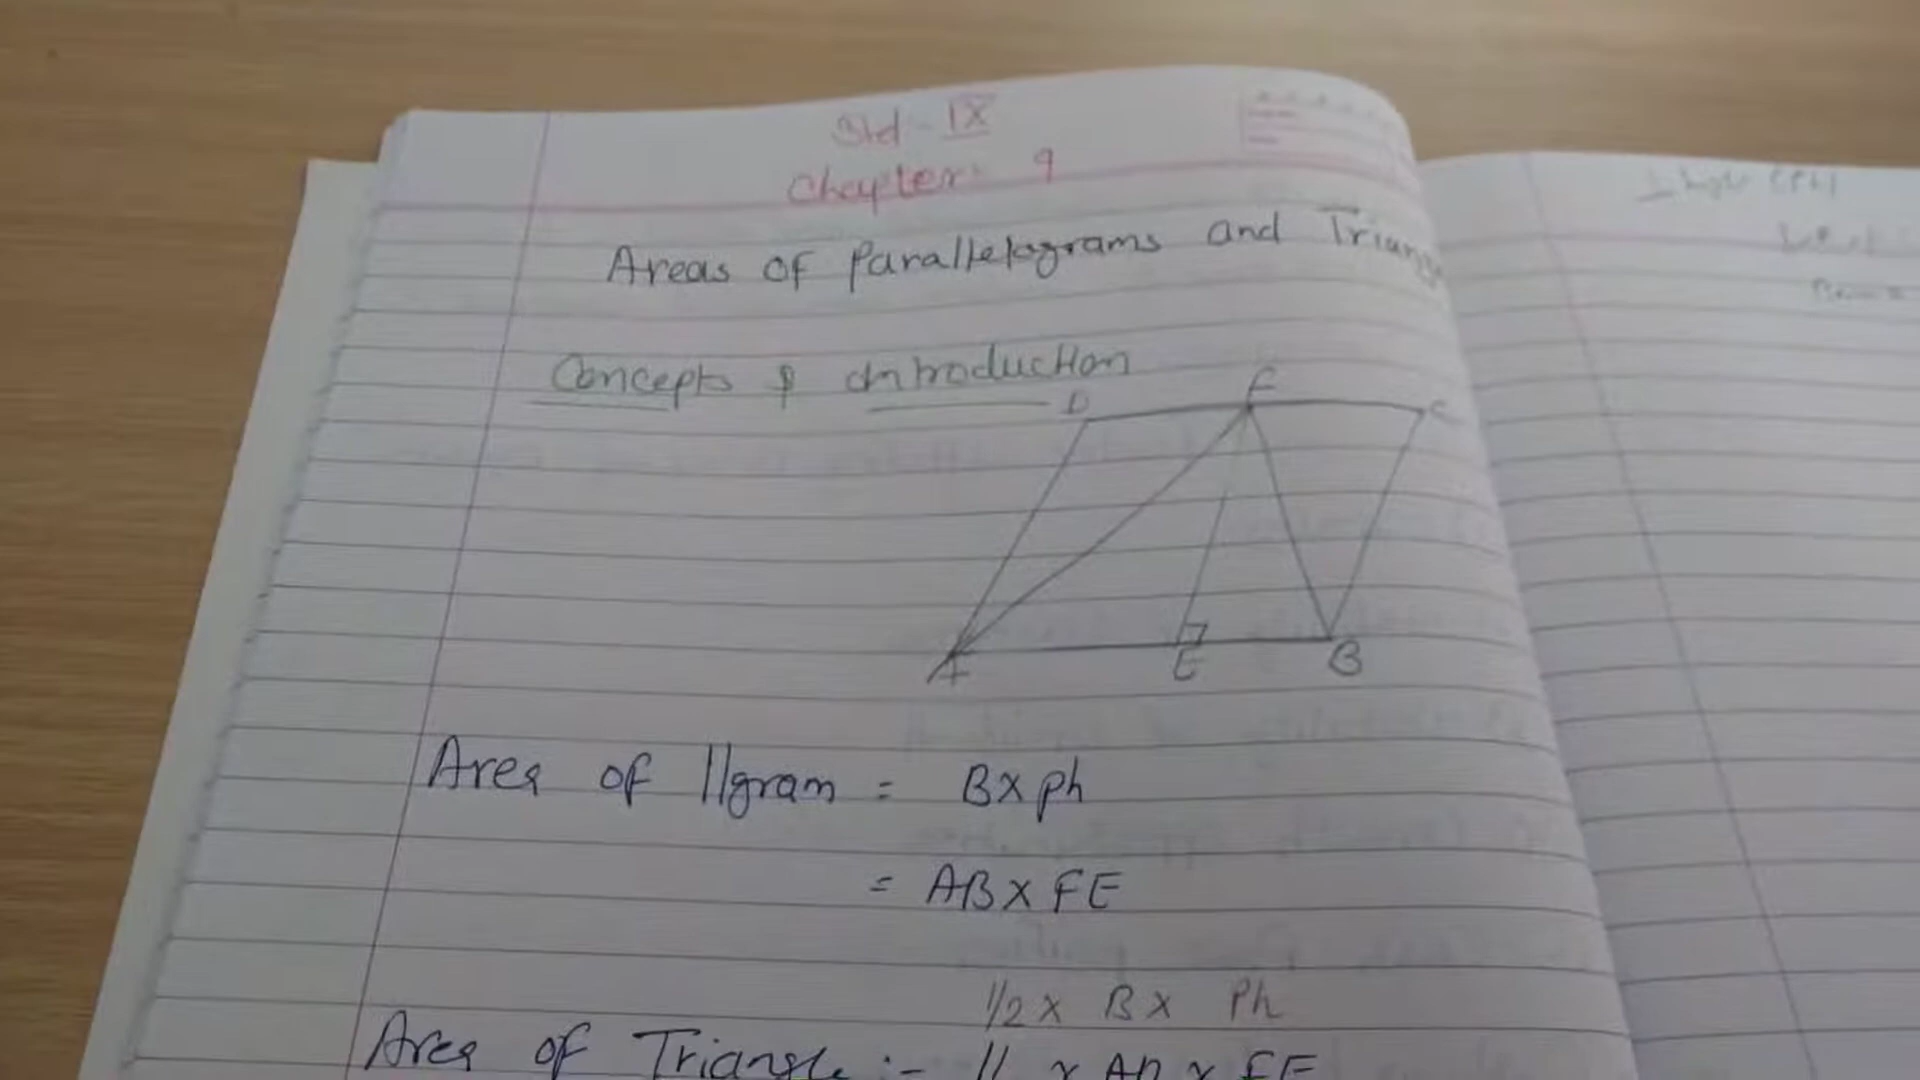 Std - IX
Chapter: 9
Areas of Parallelograms and
Concepts & Introduction
D F C
A E B
Area of llgram = B x ph
= AB x FE
1/2 x B x Ph
Area of Triangle :-